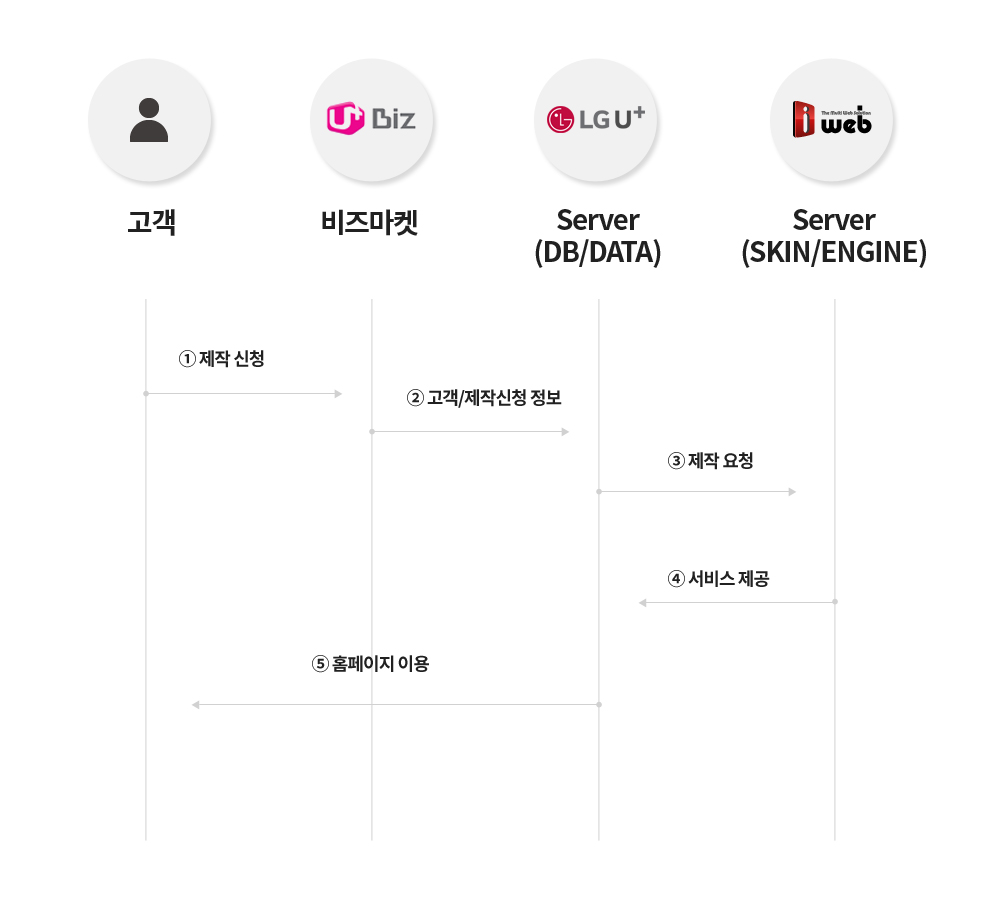 U+ Biz
LG U+
The Multi Web Solution
i web
고객
비즈마켓
Server
(DB/DATA)
Server
(SKIN/ENGINE)
① 제작 신청
② 고객/제작신청 정보
③ 제작 요청
④ 서비스 제공
⑤ 홈페이지 이용